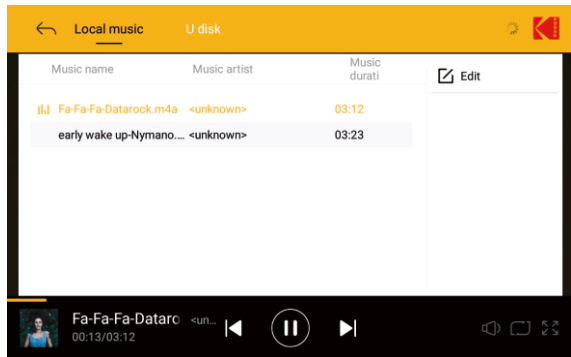 Local music U disk
Music name Music artist Music
durati
Edit
Fa-Fa-Fa-Datarock.m4a <unknown> 03:12
early wake up-Nymano.... <unknown> 03:23
Fa-Fa-Fa-Dataro <un...
00:13/03:12